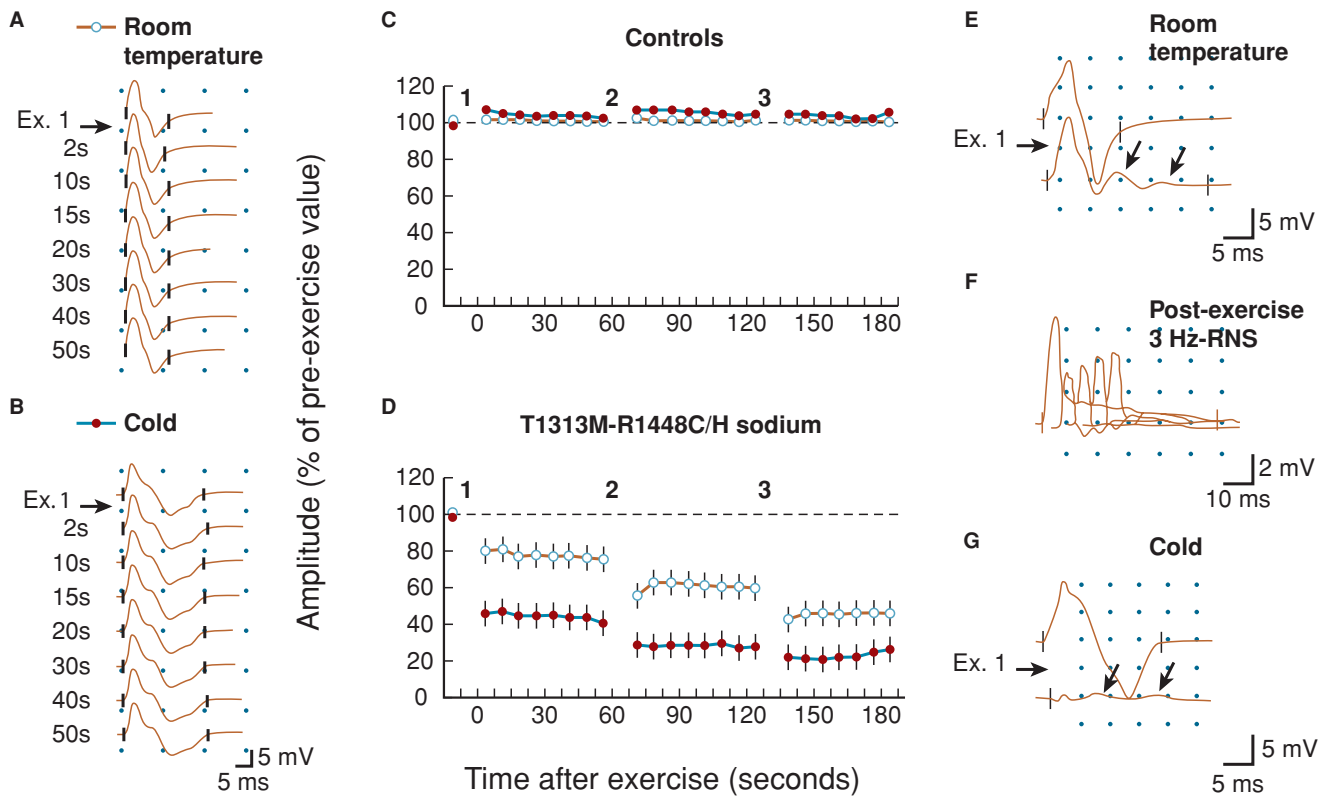 A
Room
temperature
Ex. 1
2s
10s
15s
20s
30s
40s
50s
B
Cold
Ex. 1
2s
10s
15s
20s
30s
40s
50s
5 mV
5 ms
Amplitude (% of pre-exercise value)
C
Controls
120
100
80
60
40
20
0
1 2 3
0 30 60 90 120 150 180
D
T1313M-R1448C/H sodium
120
100
80
60
40
20
0
1 2 3
0 30 60 90 120 150 180
Time after exercise (seconds)
E
Room
temperature
Ex. 1
5 mV
5 ms
F
Post-exercise
3 Hz-RNS
2 mV
10 ms
G
Cold
Ex. 1
5 mV
5 ms